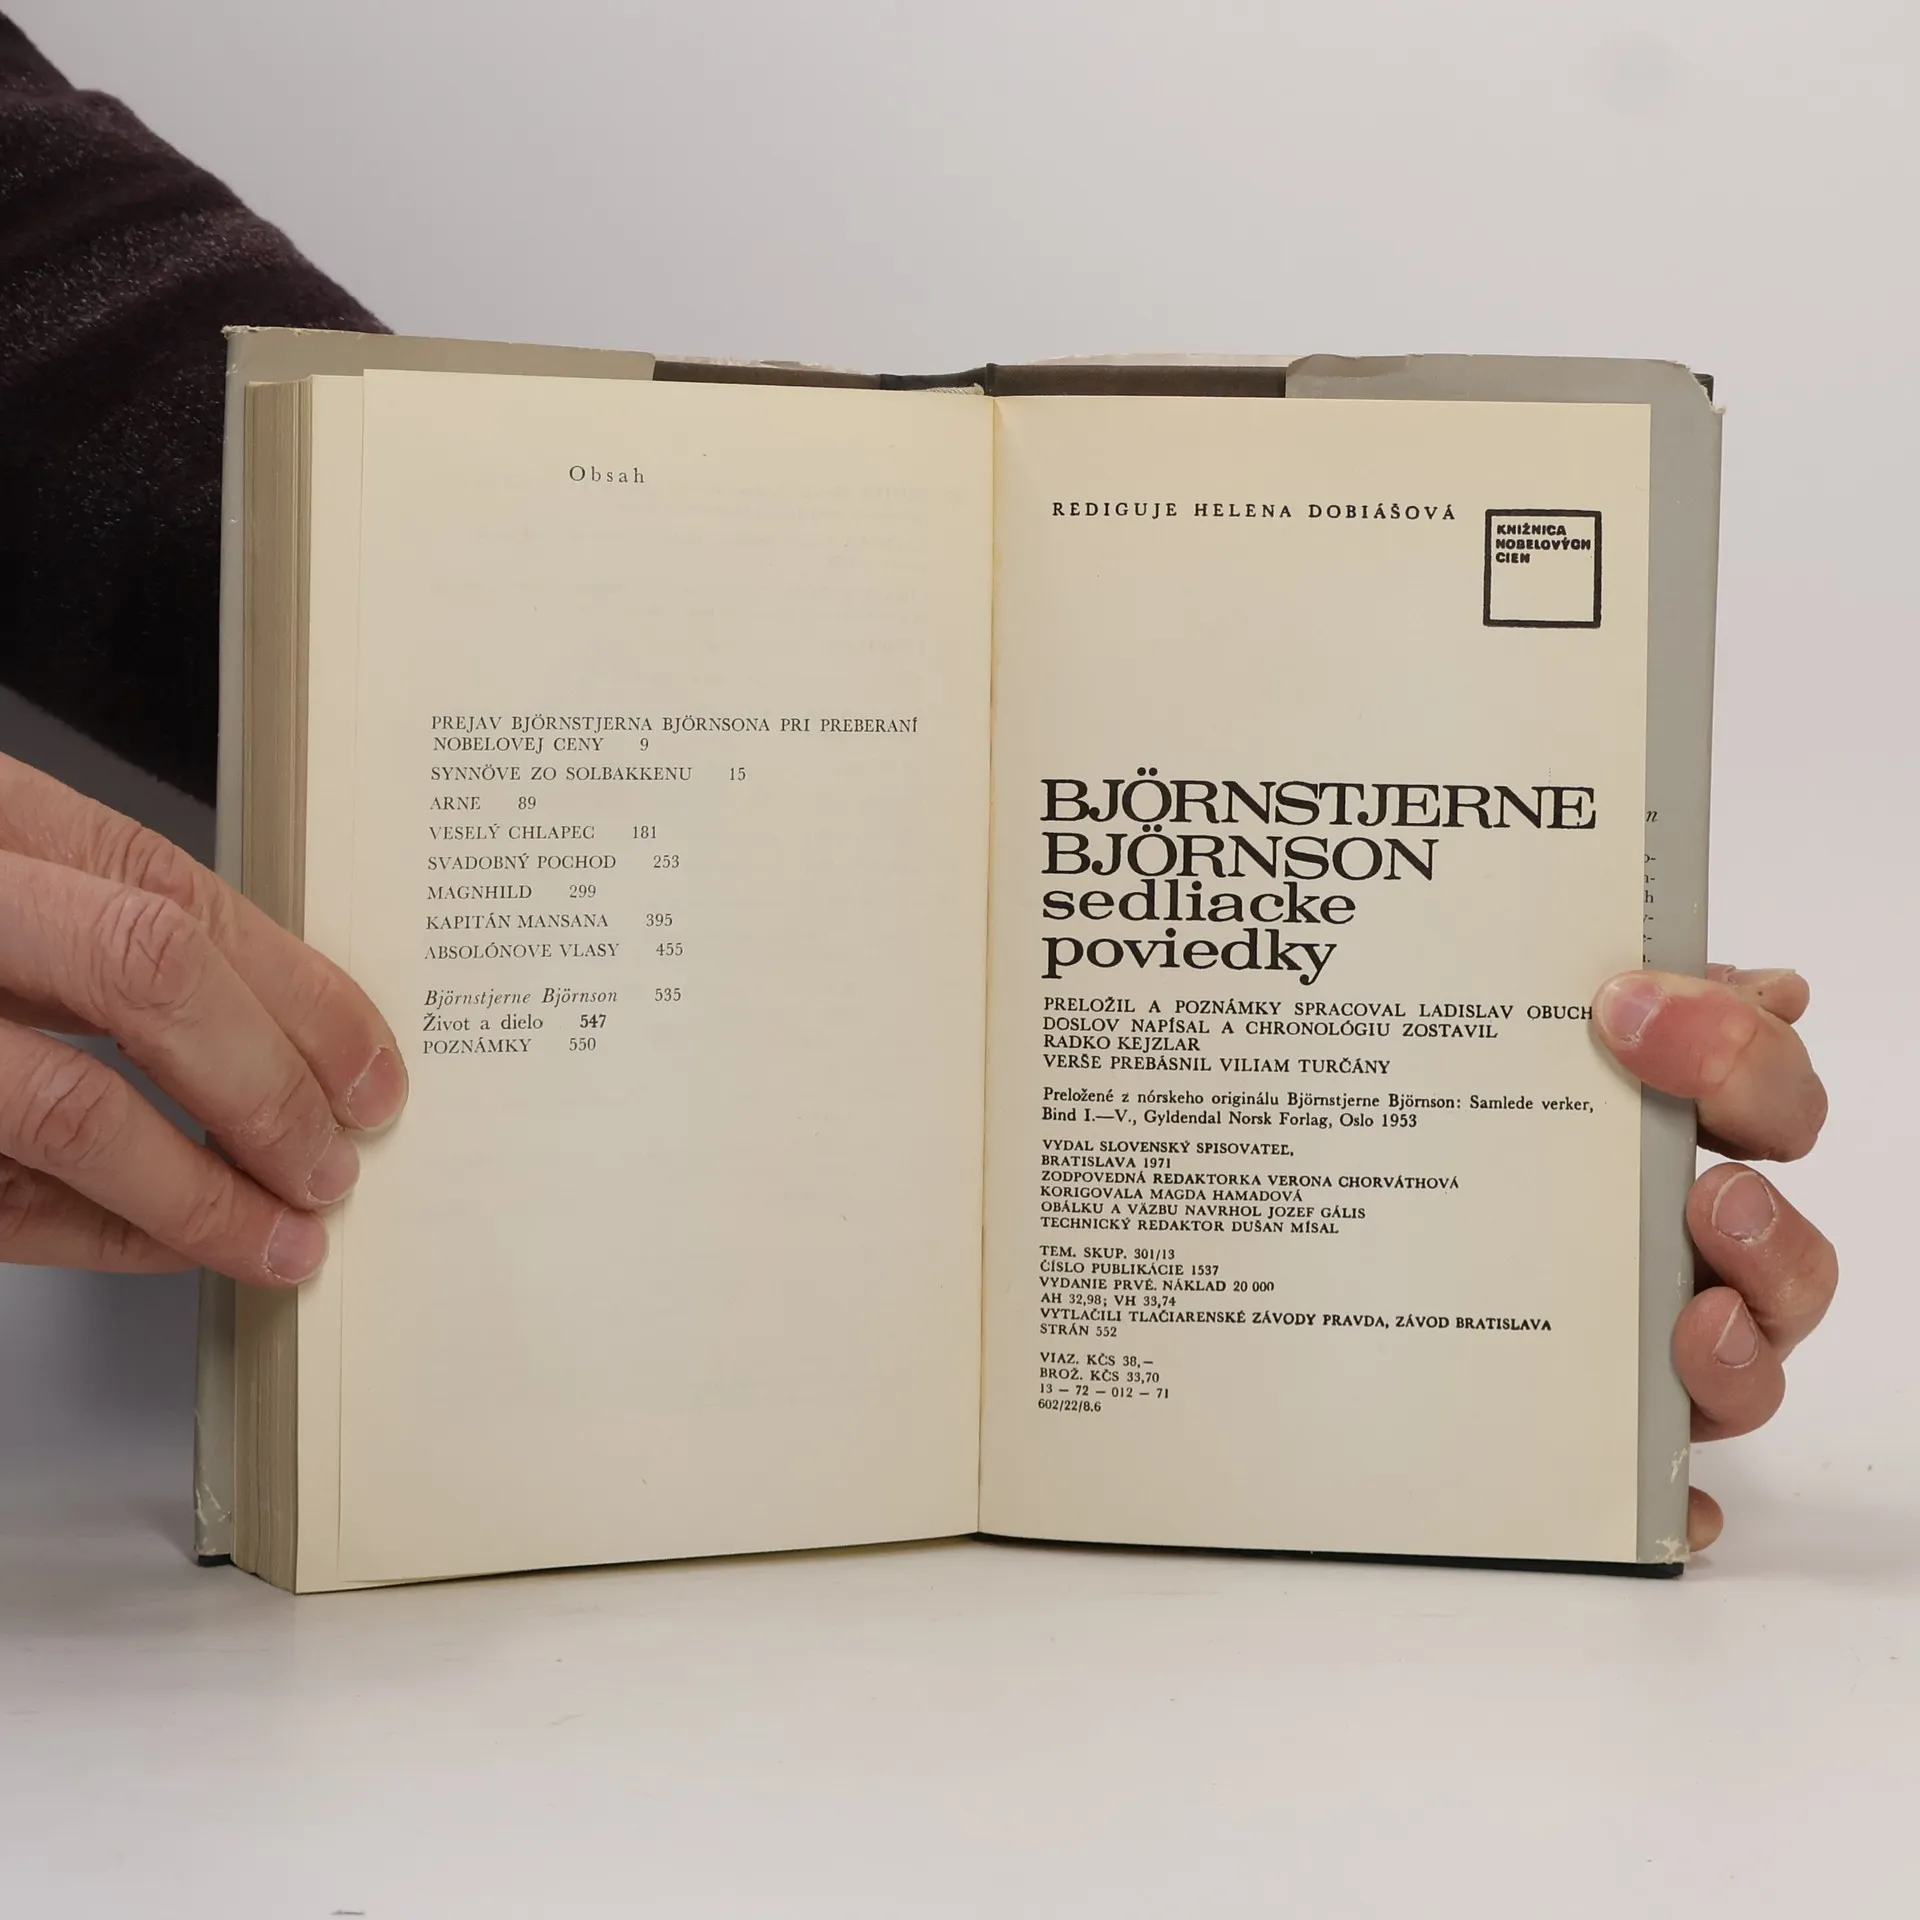 Obsah
PREJAV BJÖRNSTJERNA BJÖRNSONA PRI PREBERANÍ
NOBELOVEJ CENY 9
SYNNÖVE ZO SOLBAKKENU 15
ARNE 89
VESELÝ CHLAPEC 181
SVADOBNÝ POCHOD 253
MAGNHILD 299
KAPITÁN MANSANA 395
ABSOLÓNOVE VLASY 455
Björnstjerne Björnson 535
Život a dielo 547
POZNÁMKY 550
REDIGUJE HELENA DOBIÁŠOVÁ
KNIŽNICA
NOBELOVÝCH
CIEN
BJÖRNSTJERNE
BJÖRNSON
sedliacke
poviedky
PRELOŽIL A POZNÁMKY SPRACOVAL LADISLAV OBUCH
DOSLOV NAPÍSAL A CHRONOLÓGIU ZOSTAVIL
RADKO KEJZLAR
VERŠE PREBÁSNIL VILIAM TURČÁNY
Preložené z nórskeho originálu Björnstjerne Björnson: Samlede verker,
Bind I.—V., Gyldendal Norsk Forlag, Oslo 1953
VYDAL SLOVENSKÝ SPISOVATEĽ,
BRATISLAVA 1971
ZODPOVEDNÁ REDAKTORKA VERONA CHORVÁTHOVÁ
KORIGOVALA MAGDA HAMADOVÁ
OBÁLKU A VÄZBU NAVRHOL JOZEF GÁLIS
TECHNICKÝ REDAKTOR DUŠAN MÍSAL
TEM. SKUP. 301/13
ČÍSLO PUBLIKÁCIE 1537
VYDANIE PRVÉ. NÁKLAD 20 000
AH 32,98; VH 33,74
VYTLAČILI TLAČIARENSKÉ ZÁVODY PRAVDA, ZÁVOD BRATISLAVA
STRÁN 552
VIAZ. KČS 38,—
BROŽ. KČS 33,70
13 — 72 — 012 — 71
602/22/8.6